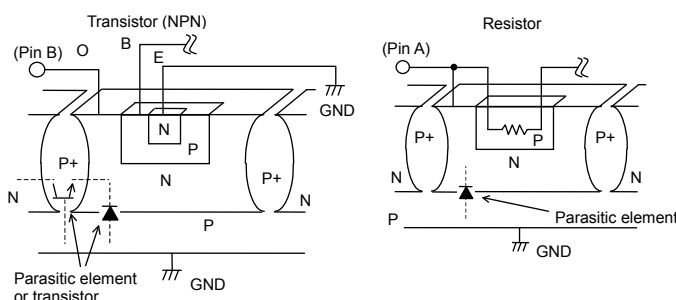 Transistor (NPN)
(Pin B)
O
B
E
GND
N
P
P+
N
P+
N
N
P
GND
Parasitic element
or transistor
Resistor
(Pin A)
P
N
P+
P+
N
N
P
Parasitic element
GND